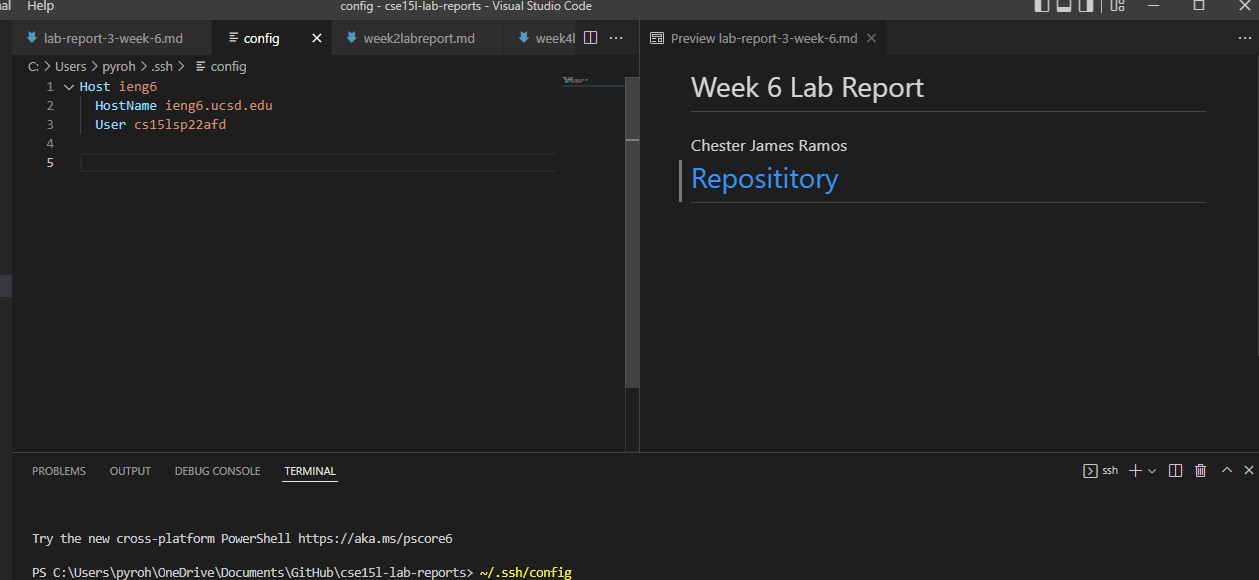 Help
config - cse15l-lab-reports - Visual Studio Code
lab-report-3-week-6.md
config
week2labreport.md
Preview lab-report-3-week-6.md
C: > Users > pyroh > .ssh > config
1 Host ieng6
2 HostName ieng6.ucsd.edu
3 User cs15lsp22afd
4
5
Week 6 Lab Report
Chester James Ramos
Reposititory
PROBLEMS OUTPUT DEBUG CONSOLE TERMINAL
ssh
Try the new cross-platform PowerShell https://aka.ms/pscore6
PS C:\Users\pyroh\OneDrive\Documents\GitHub\cse15l-lab-reports> ~/.ssh/config